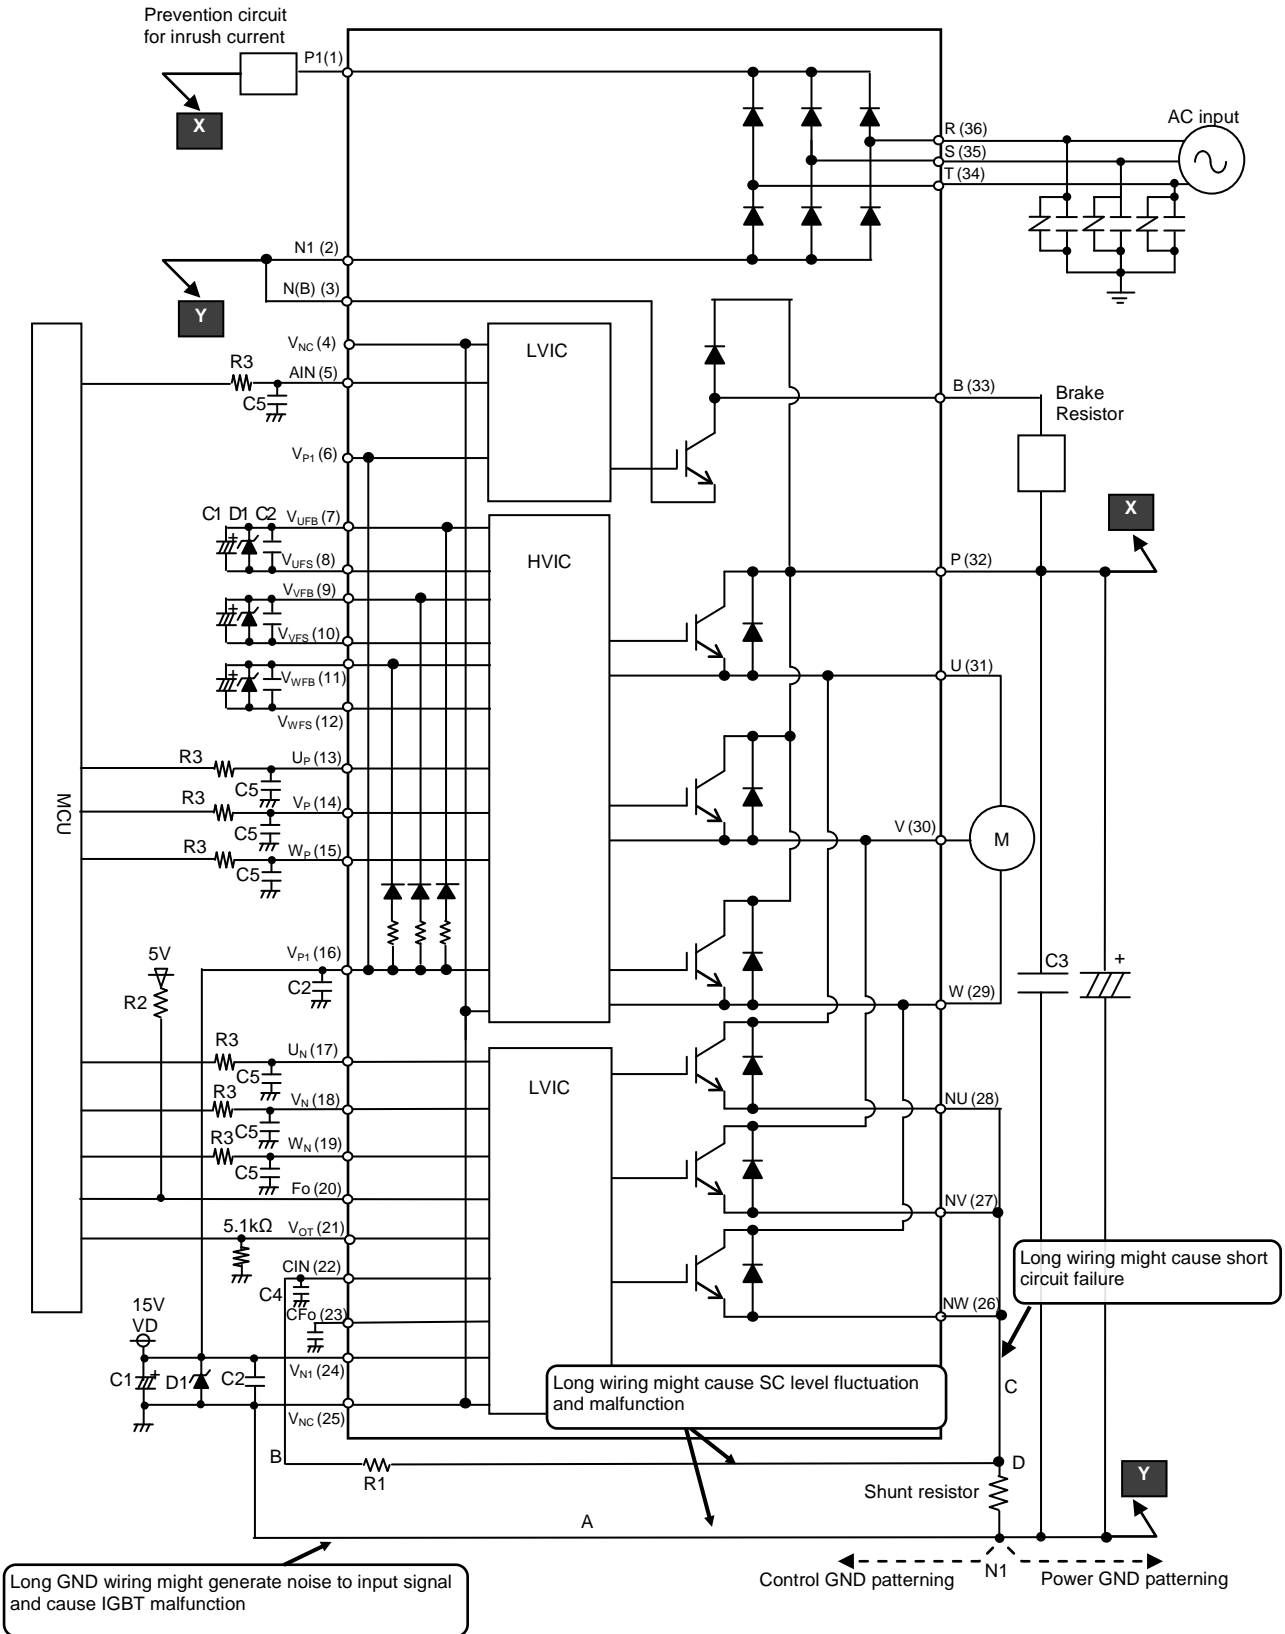 Prevention circuit
for inrush current
P1(1)
X
AC input
R (36)
S (35)
T (34)
N1 (2)
N(B) (3)
Y
VNC (4)
LVIC
R3
AIN (5)
C5
B (33)
Brake
Resistor
VP1 (6)
C1 D1 C2
VUFB (7)
X
VUFS (8)
HVIC
P (32)
VVFB (9)
VVFS (10)
VWFB (11)
U (31)
VWFS (12)
R3
UP (13)
C5
R3
VP (14)
MCU
C5
V (30)
M
R3
WP (15)
C5
5V
VP1 (16)
C3
+
R2
C2
W (29)
R3
UN (17)
C5
LVIC
R3
VN (18)
NU (28)
C5
R3
WN (19)
C5
Fo (20)
NV (27)
5.1kΩ
VOT (21)
CIN (22)
Long wiring might cause short
circuit failure
C4
15V
VD
CFo (23)
NW (26)
C1
+
D1
C2
VN1 (24)
Long wiring might cause SC level fluctuation
and malfunction
C
VNC (25)
B
R1
D
Y
Shunt resistor
A
Long GND wiring might generate noise to input signal
and cause IGBT malfunction
Control GND patterning
N1
Power GND patterning